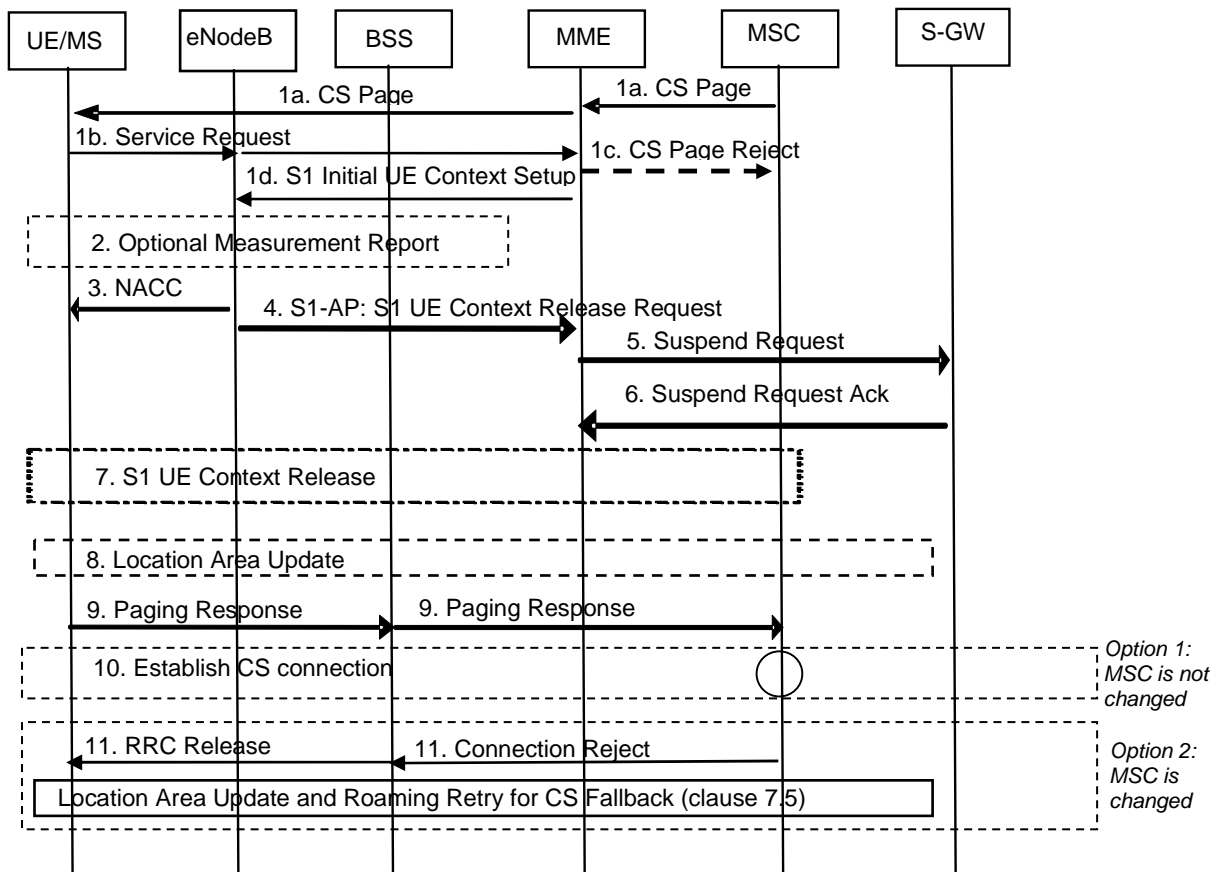 UE/MS
eNodeB
BSS
MME
MSC
S-GW
1a. CS Page
1a. CS Page
1b. Service Request
1c. CS Page Reject
1d. S1 Initial UE Context Setup
2. Optional Measurement Report
3. NACC
4. S1-AP: S1 UE Context Release Request
5. Suspend Request
6. Suspend Request Ack
7. S1 UE Context Release
8. Location Area Update
9. Paging Response
9. Paging Response
10. Establish CS connection
Option 1:
MSC is not
changed
11. RRC Release
11. Connection Reject
Option 2:
MSC is
changed
Location Area Update and Roaming Retry for CS Fallback (clause 7.5)